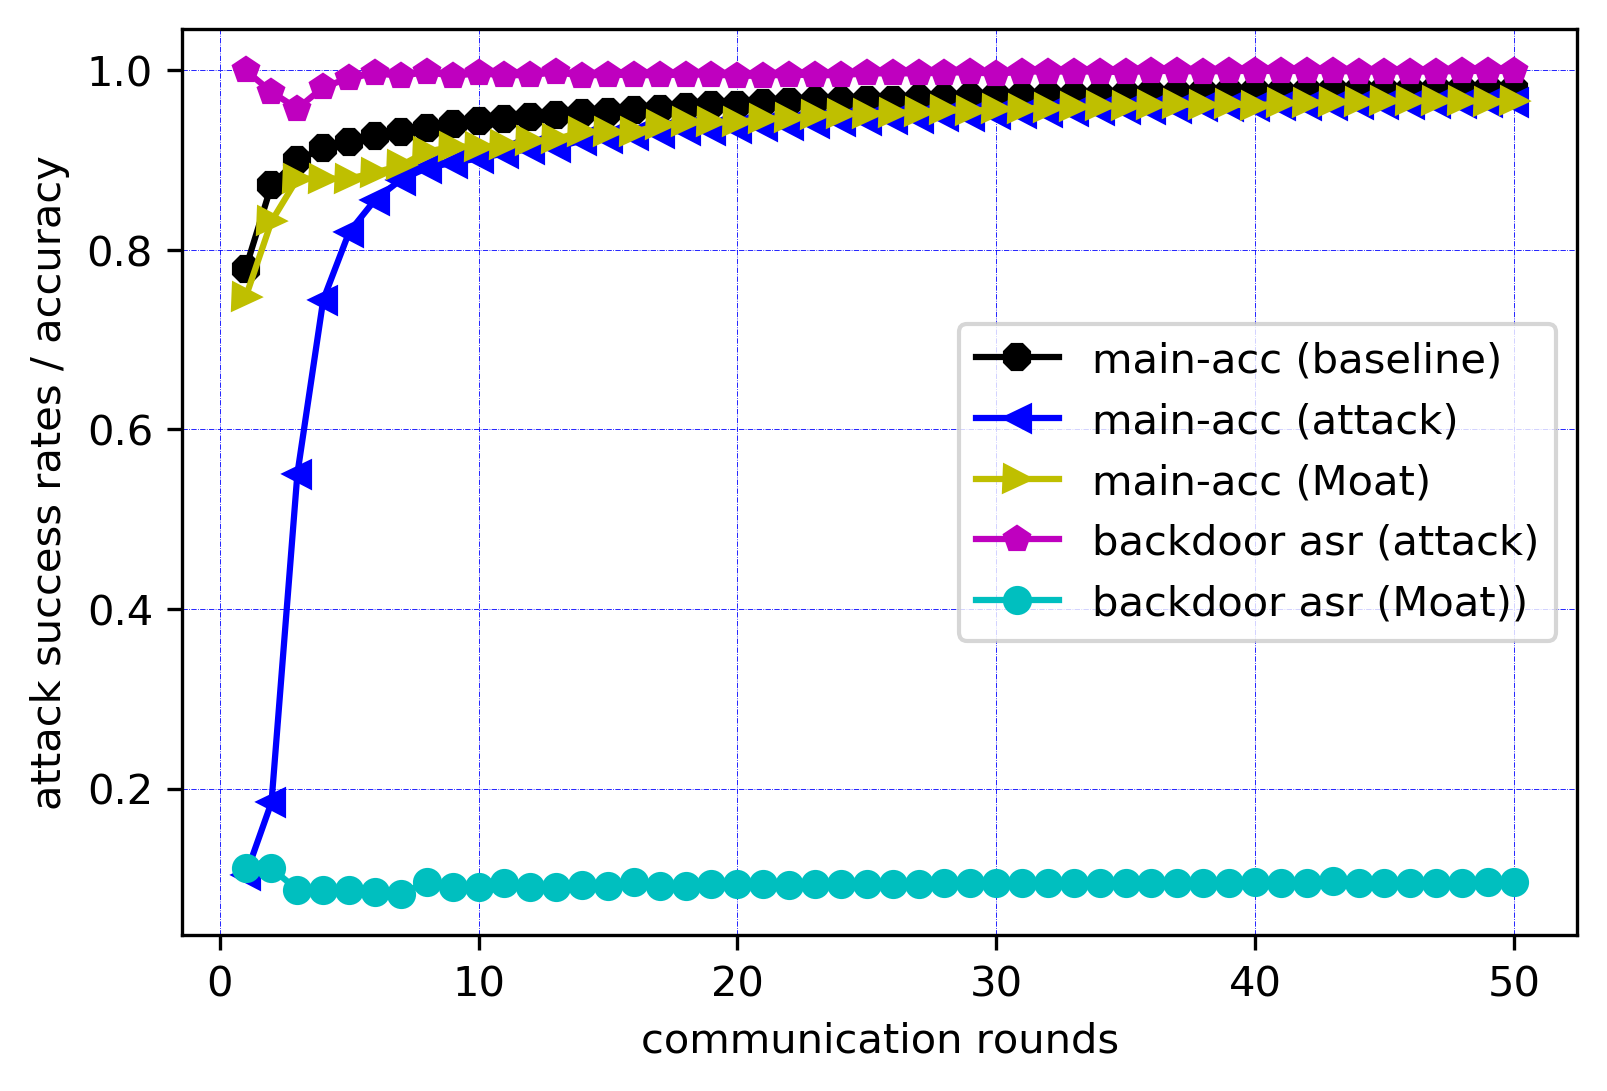 attack success rates / accuracy
1.0
0.8
0.6
0.4
0.2
main-acc (baseline)
main-acc (attack)
main-acc (Moat)
backdoor asr (attack)
backdoor asr (Moat))
0 10 20 30 40 50
communication rounds